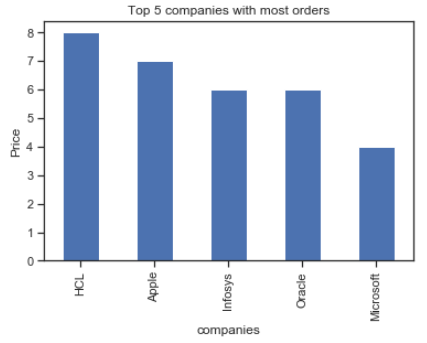 Top 5 companies with most orders
Price
8
7
6
5
4
3
2
1
0
HCL
Apple
Infosys
Oracle
Microsoft
companies